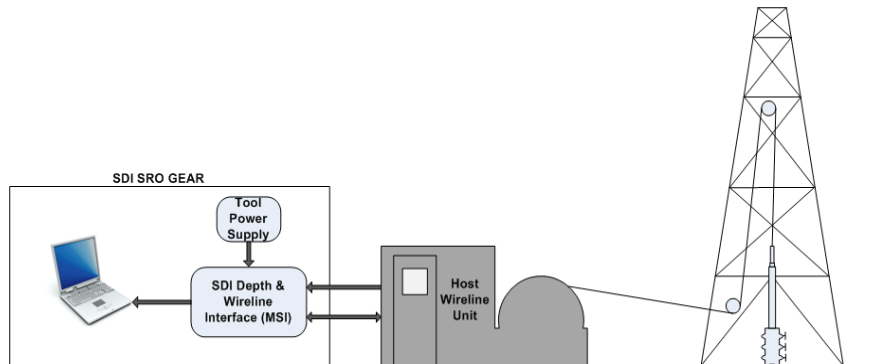 SDI SRO GEAR
Tool
Power
Supply
SDI Depth &
Wireline
Interface (MSI)
Host
Wireline
Unit